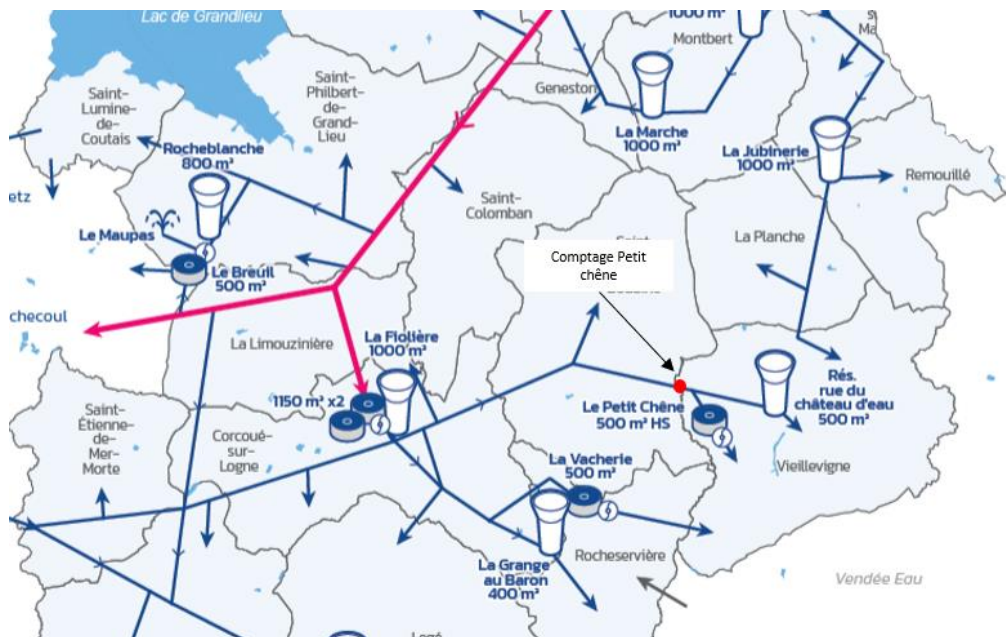 Lac de Grandlieu
1000 m³
Montbert
Ma
Saint-
Lumine-
de-
Coutais
Saint-
Philbert-
de-
Grand-
Lieu
Geneston
Rocheblanche
800 m³
La Marche
1000 m³
La Jubinerie
1000 m³
Remouillé
etz
Saint-
Colomban
Le Maupas
La Planche
Comptage Petit
chêne
Le Breuil
500 m³
checoul
La Limouzinière
La Fiolière
1000 m³
1150 m³ x2
Rés.
rue du
château d'eau
500 m³
Le Petit Chêne
500 m³ HS
Saint-
Étienne-
de-
Mer-
Morte
Corcoué-
sur-
Logne
La Vacherie
500 m³
Vieillevigne
Rocheservière
La Grange
au Baron
400 m³
Vendée Eau